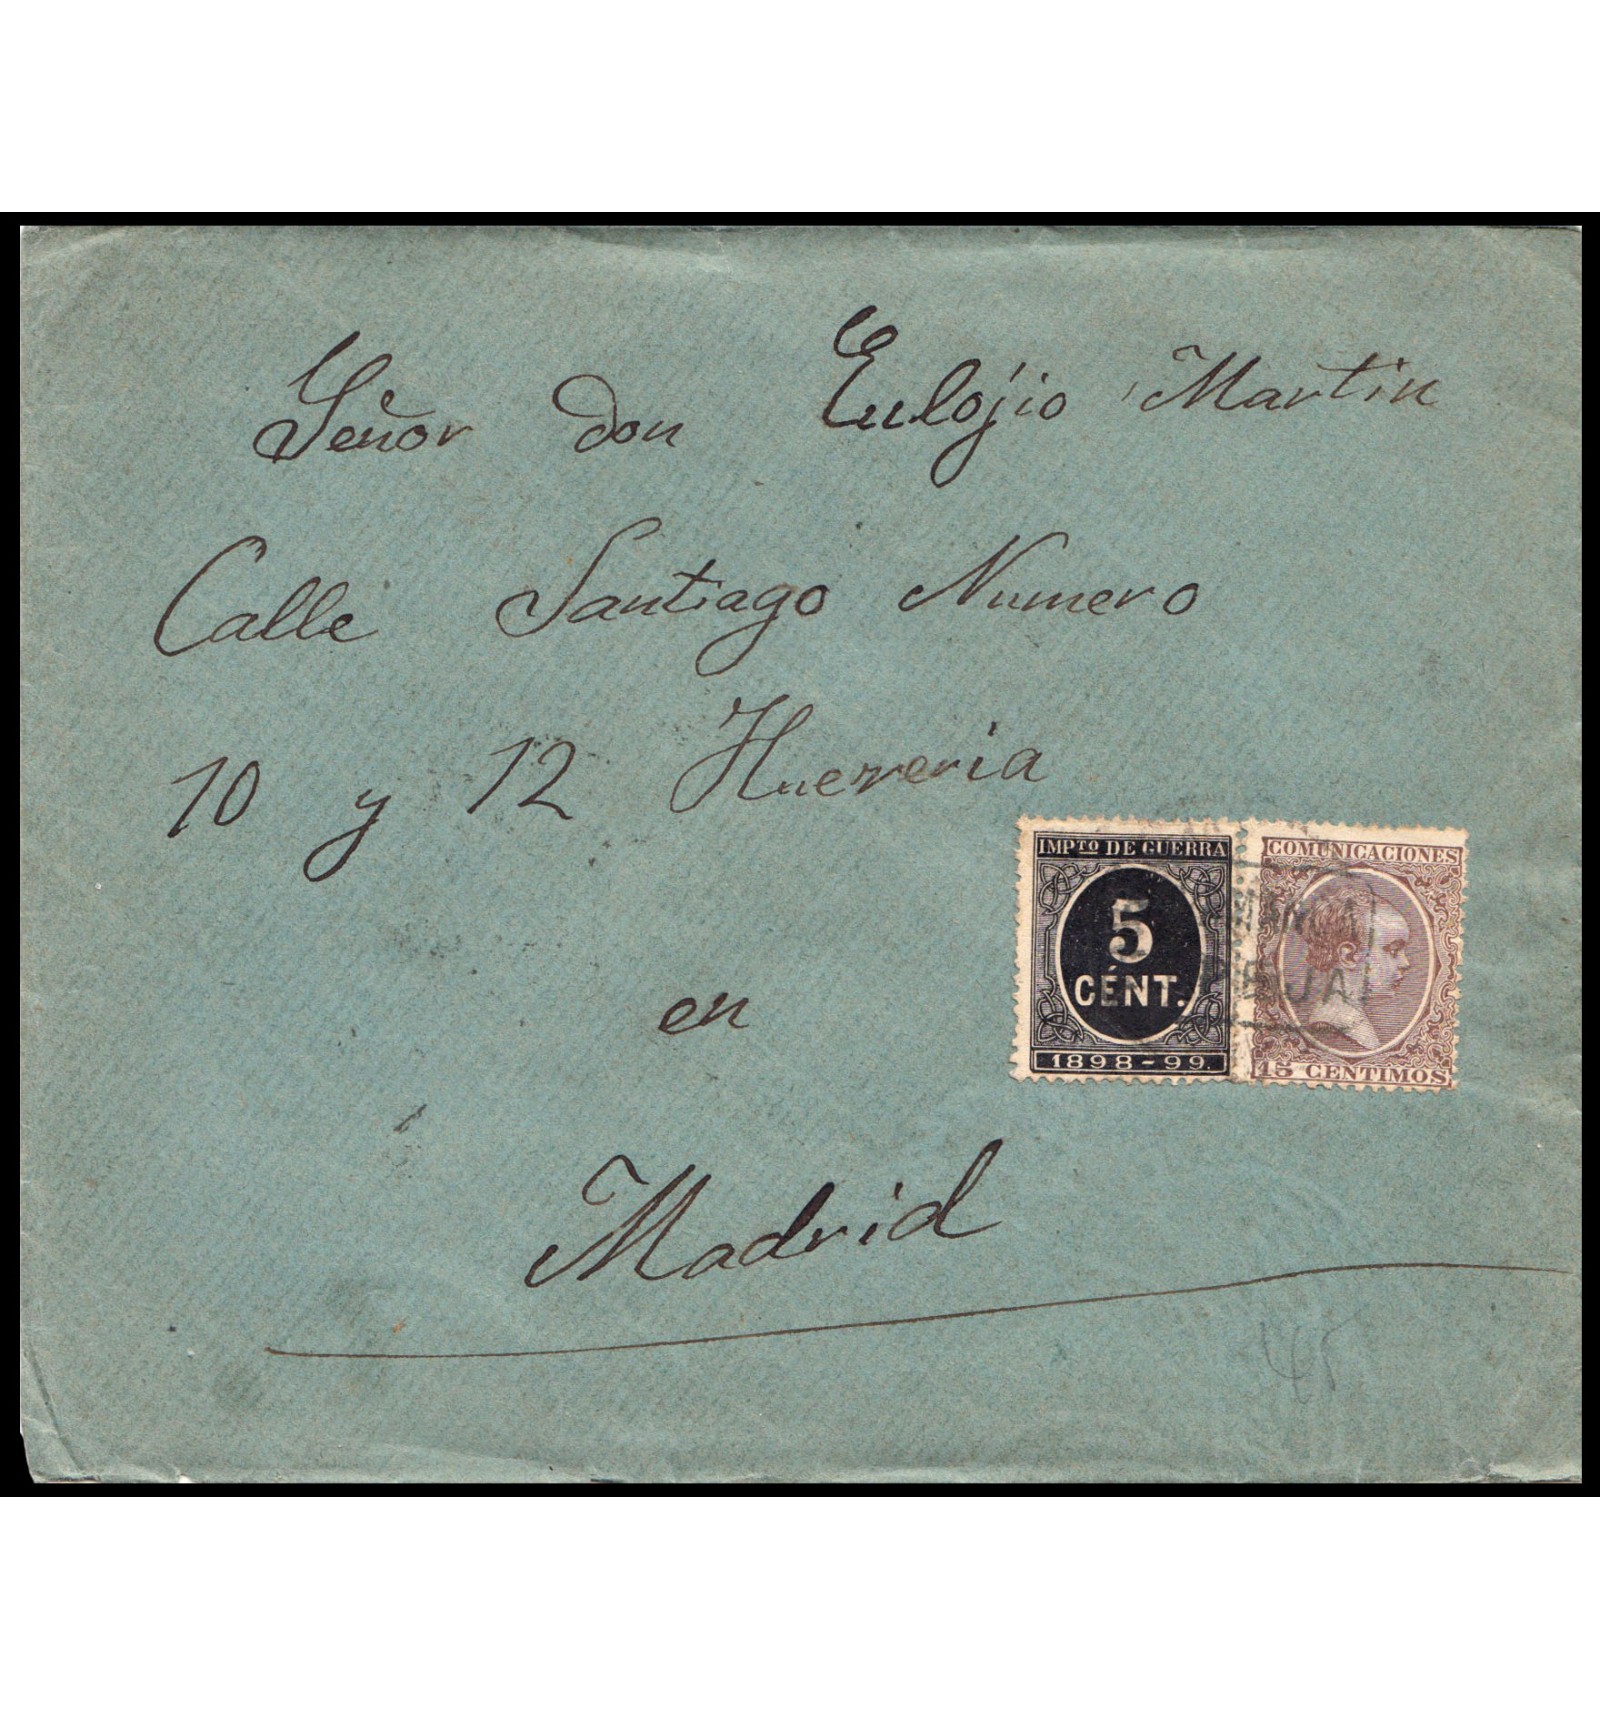 Señor don Eulojio Martin
Calle Santiago Numero
10 y 12 Huereria
en
Madrid
IMPTO DE GUERRA
5
CÉNT.
1898-99.
COMUNICACIONES
15 CENTIMOS